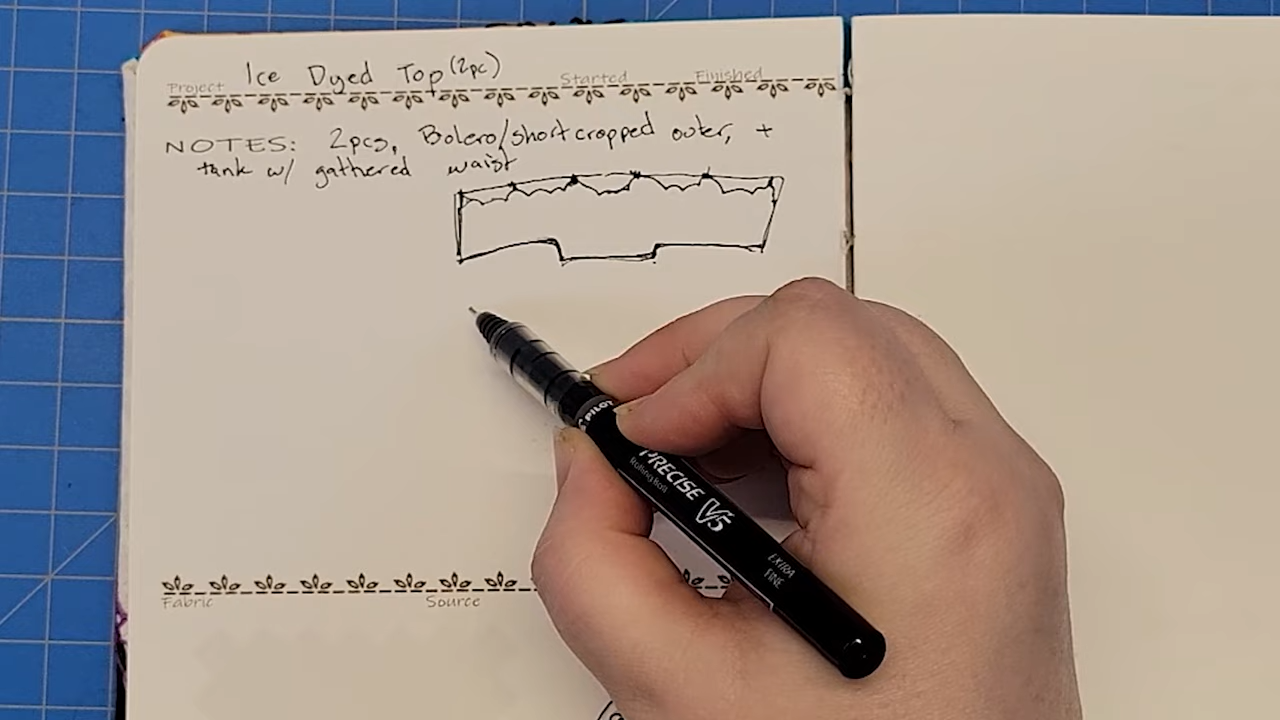 Project Ice Dyed Top (2pc) Started Finished
NOTES: 2pcs, Bolero/short cropped outer, +
tank w/ gathered waist
PILOT
PRECISE V5
Rolling Ball
EXTRA
FINE
Fabric Source